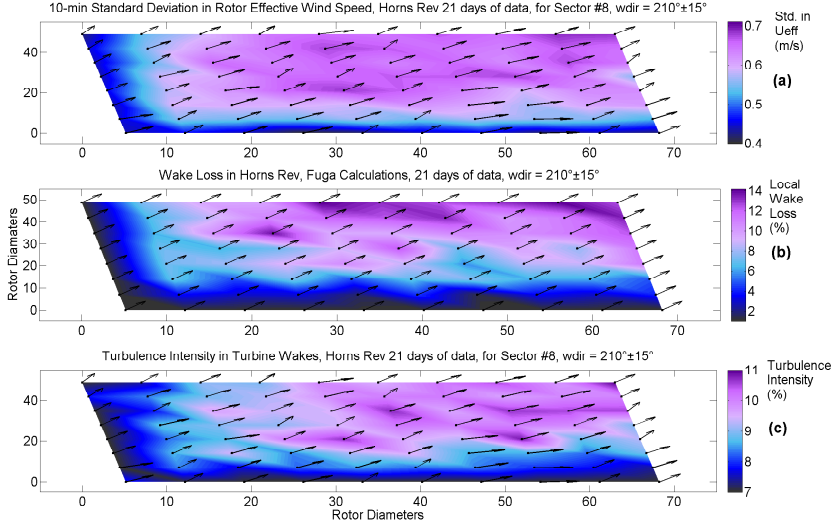 10-min Standard Deviation in Rotor Effective Wind Speed, Horns Rev 21 days of data, for Sector #8, wdir = 210°±15°
Std. in
Ueff
(m/s)
(a)
0.7
0.6
0.5
0.4
40
20
0
0 10 20 30 40 50 60 70
Wake Loss in Horns Rev, Fuga Calculations, 21 days of data, wdir = 210°±15°
Local
Wake
Loss
(%)
(b)
14
12
10
8
6
4
2
Rotor Diamaters
50
40
30
20
10
0
0 10 20 30 40 50 60 70
Turbulence Intensity in Turbine Wakes, Horns Rev 21 days of data, for Sector #8, wdir = 210°±15°
Turbulence
Intensity
(%)
(c)
11
10
9
8
7
40
20
0
0 10 20 30 40 50 60 70
Rotor Diameters